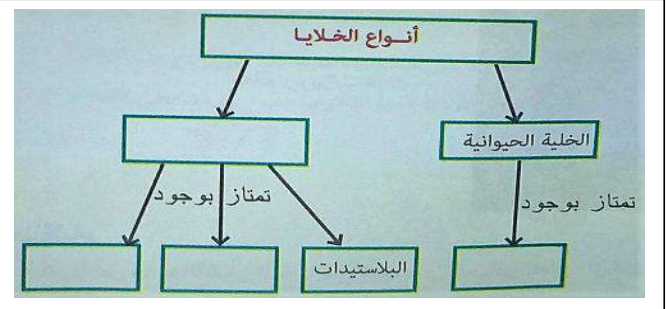 أنواع الخلايا
الخلية الحيوانية
تمتاز بوجود
تمتاز بوجود
البلاستيدات